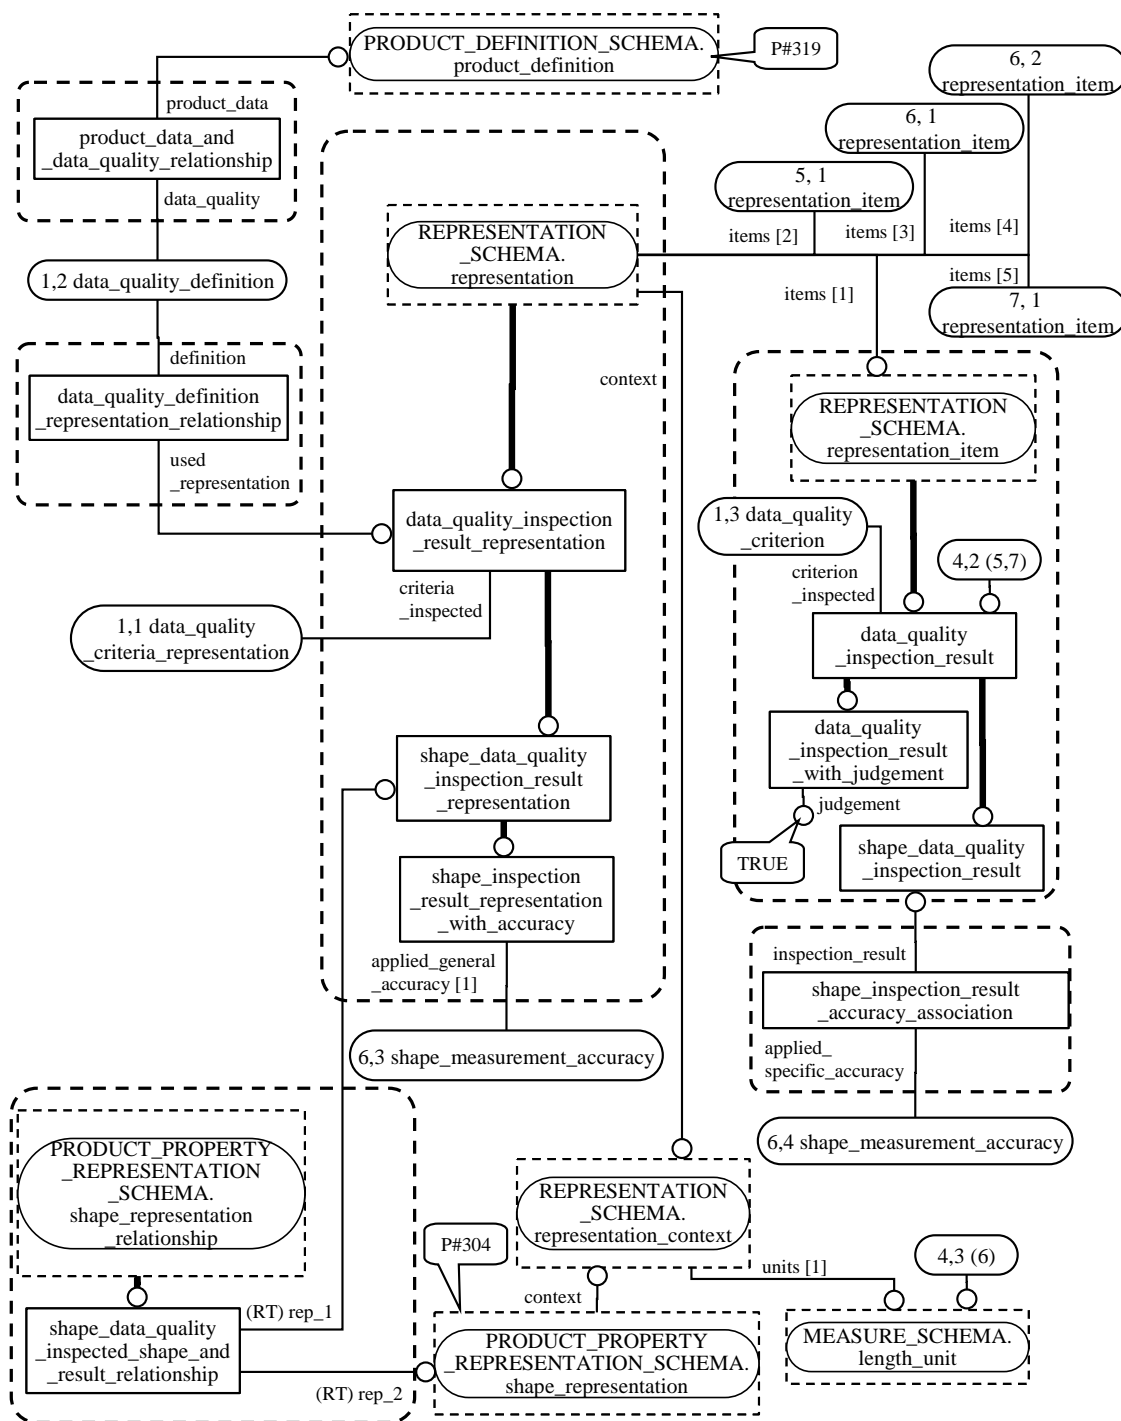 PRODUCT_DEFINITION_SCHEMA.
product_definition
P#319
6, 2
representation_item
product_data
product_data_and
_data_quality_relationship
data_quality
6, 1
representation_item
5, 1
representation_item
items [2]
items [3]
items [4]
REPRESENTATION
_SCHEMA.
representation
1,2 data_quality_definition
items [1]
items [5]
7, 1
representation_item
definition
data_quality_definition
_representation_relationship
used
_representation
context
REPRESENTATION
_SCHEMA.
representation_item
data_quality_inspection
_result_representation
1,3 data_quality
_criterion
criterion
_inspected
4,2 (5,7)
criteria
_inspected
1,1 data_quality
_criteria_representation
data_quality
_inspection_result
data_quality
_inspection_result
_with_judgement
judgement
TRUE
shape_data_quality
_inspection_result
shape_data_quality
_inspection_result
_representation
shape_inspection
_result_representation
_with_accuracy
applied_general
_accuracy [1]
inspection_result
shape_inspection_result
_accuracy_association
applied_
specific_accuracy
6,3 shape_measurement_accuracy
6,4 shape_measurement_accuracy
PRODUCT_PROPERTY
_REPRESENTATION
_SCHEMA.
shape_representation
_relationship
REPRESENTATION
_SCHEMA.
representation_context
P#304
units [1]
4,3 (6)
context
(RT) rep_1
shape_data_quality
_inspected_shape_and
_result_relationship
(RT) rep_2
PRODUCT_PROPERTY
_REPRESENTATION_SCHEMA.
shape_representation
MEASURE_SCHEMA.
length_unit